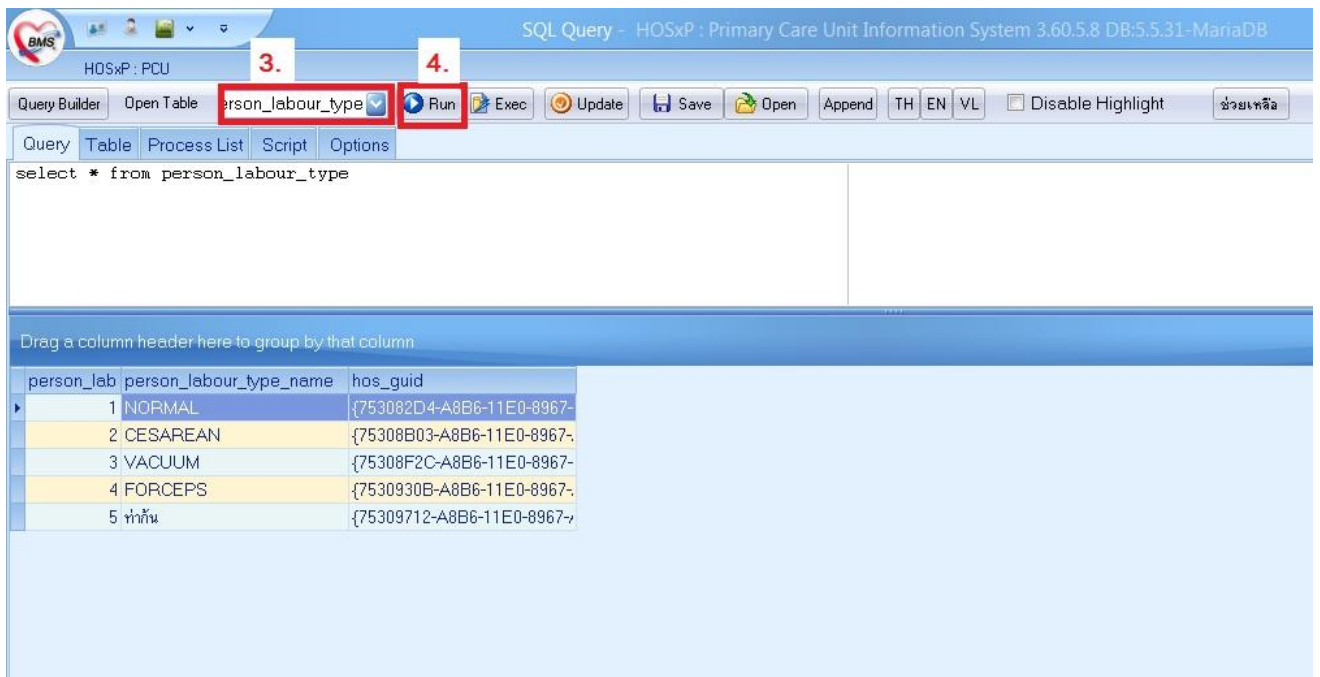 BMS
SQL Query - HOSxP : Primary Care Unit Information System 3.60.5.8 DB:5.5.31-MariaDB
HOSxP : PCU
3.
4.
Query Builder Open Table erson_labour_type Run Exec Update Save Open Append TH EN VL Disable Highlight ช่วยเหลือ
Query Table Process List Script Options
select * from person_labour_type
Drag a column header here to group by that column
person_lab person_labour_type_name hos_guid
1 NORMAL {753082D4-A8B6-11E0-8967-
2 CESAREAN {75308B03-A8B6-11E0-8967-
3 VACUUM {75308F2C-A8B6-11E0-8967-
4 FORCEPS {7530930B-A8B6-11E0-8967-
5 ท่าก้น {75309712-A8B6-11E0-8967-